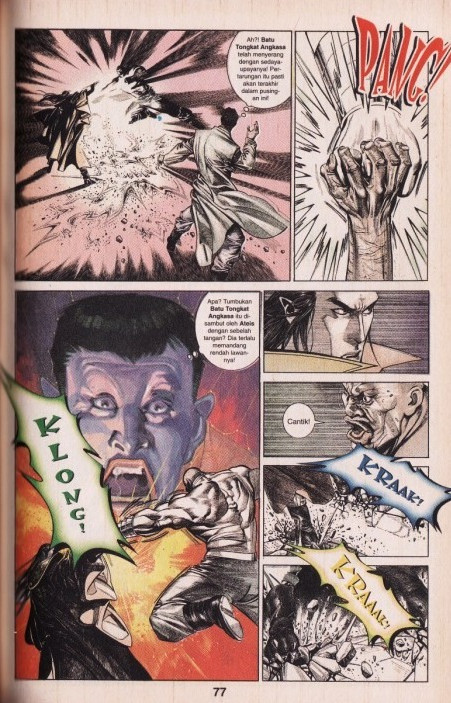 Ah?! Batu
Tongkat Angkasa
telah menyerang
dengan sedaya-
upayanya! Per-
tarungan itu pasti
akan terakhir
dalam pusing-
an ini!
PANG!
Apa? Tumbukan
Batu Tongkat
Angkasa itu di-
sambut oleh Ateis
dengan sebelah
tangan? Dia terlalu
memandang
rendah lawan-
nya!
KLONG!
Cantik!
KRAAK!
KRAAAK!
77